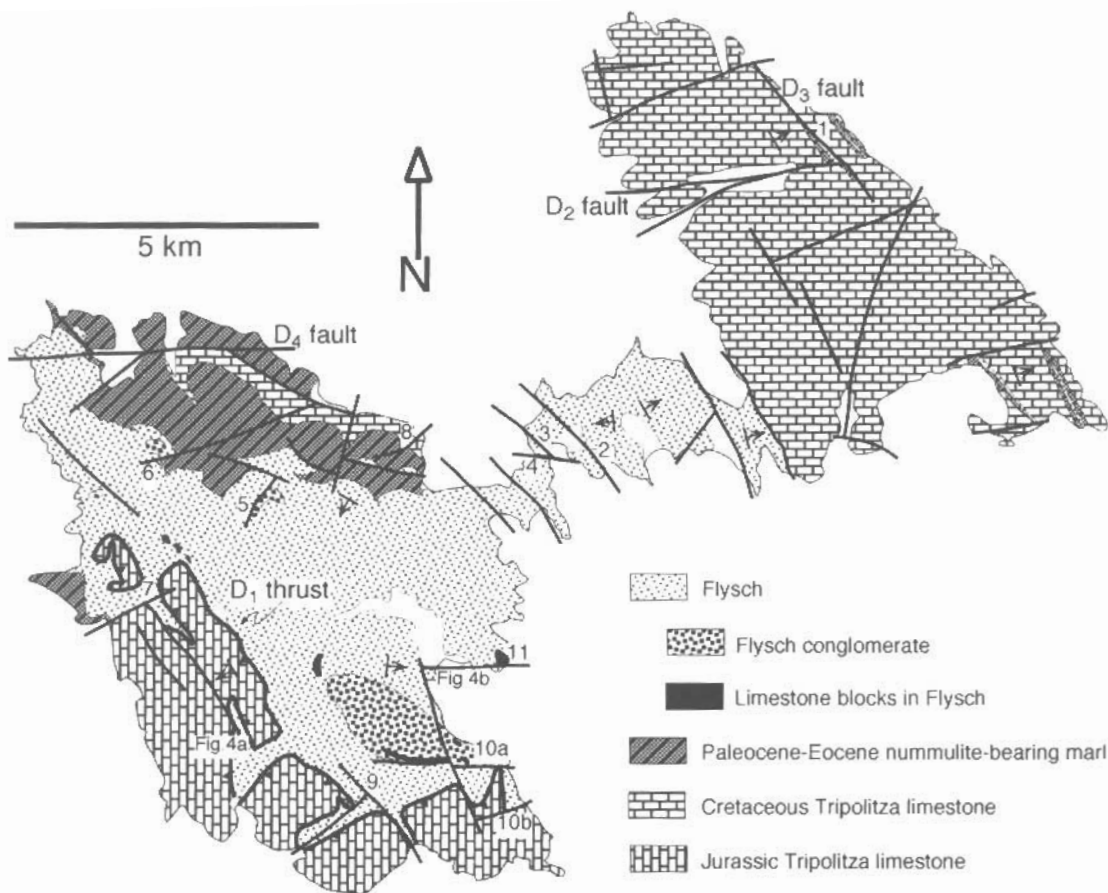 D3 fault
1
D2 fault
5 km
N
D4 fault
8
3
4
2
6
5
7
D1 thrust
11
Fig 4b
Fig 4a
10a
9
10b
Flysch
Flysch conglomerate
Limestone blocks in Flysch
Paleocene-Eocene nummulite-bearing marl
Cretaceous Tripolitza limestone
Jurassic Tripolitza limestone